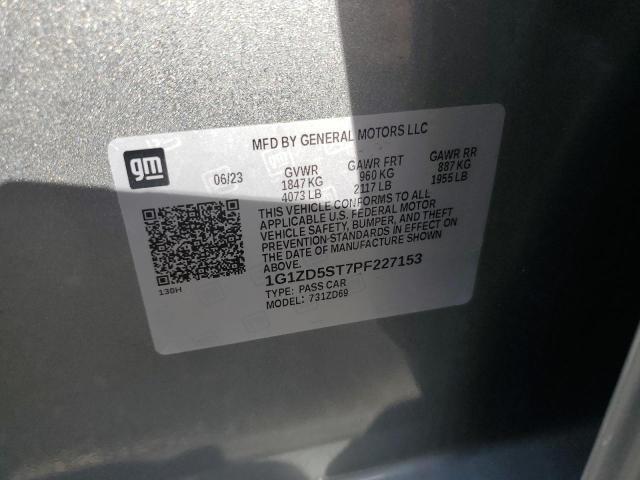 MFD BY GENERAL MOTORS LLC
gm
06/23
GVWR GAWR FRT GAWR RR
1847 KG 960 KG 887 KG
4073 LB 2117 LB 1955 LB
THIS VEHICLE CONFORMS TO ALL
APPLICABLE U.S. FEDERAL MOTOR
VEHICLE SAFETY, BUMPER, AND THEFT
PREVENTION STANDARDS IN EFFECT ON
THE DATE OF MANUFACTURE SHOWN
ABOVE.
138H
1G1ZD5ST7PF227153
TYPE: PASS CAR
MODEL: 731ZD69